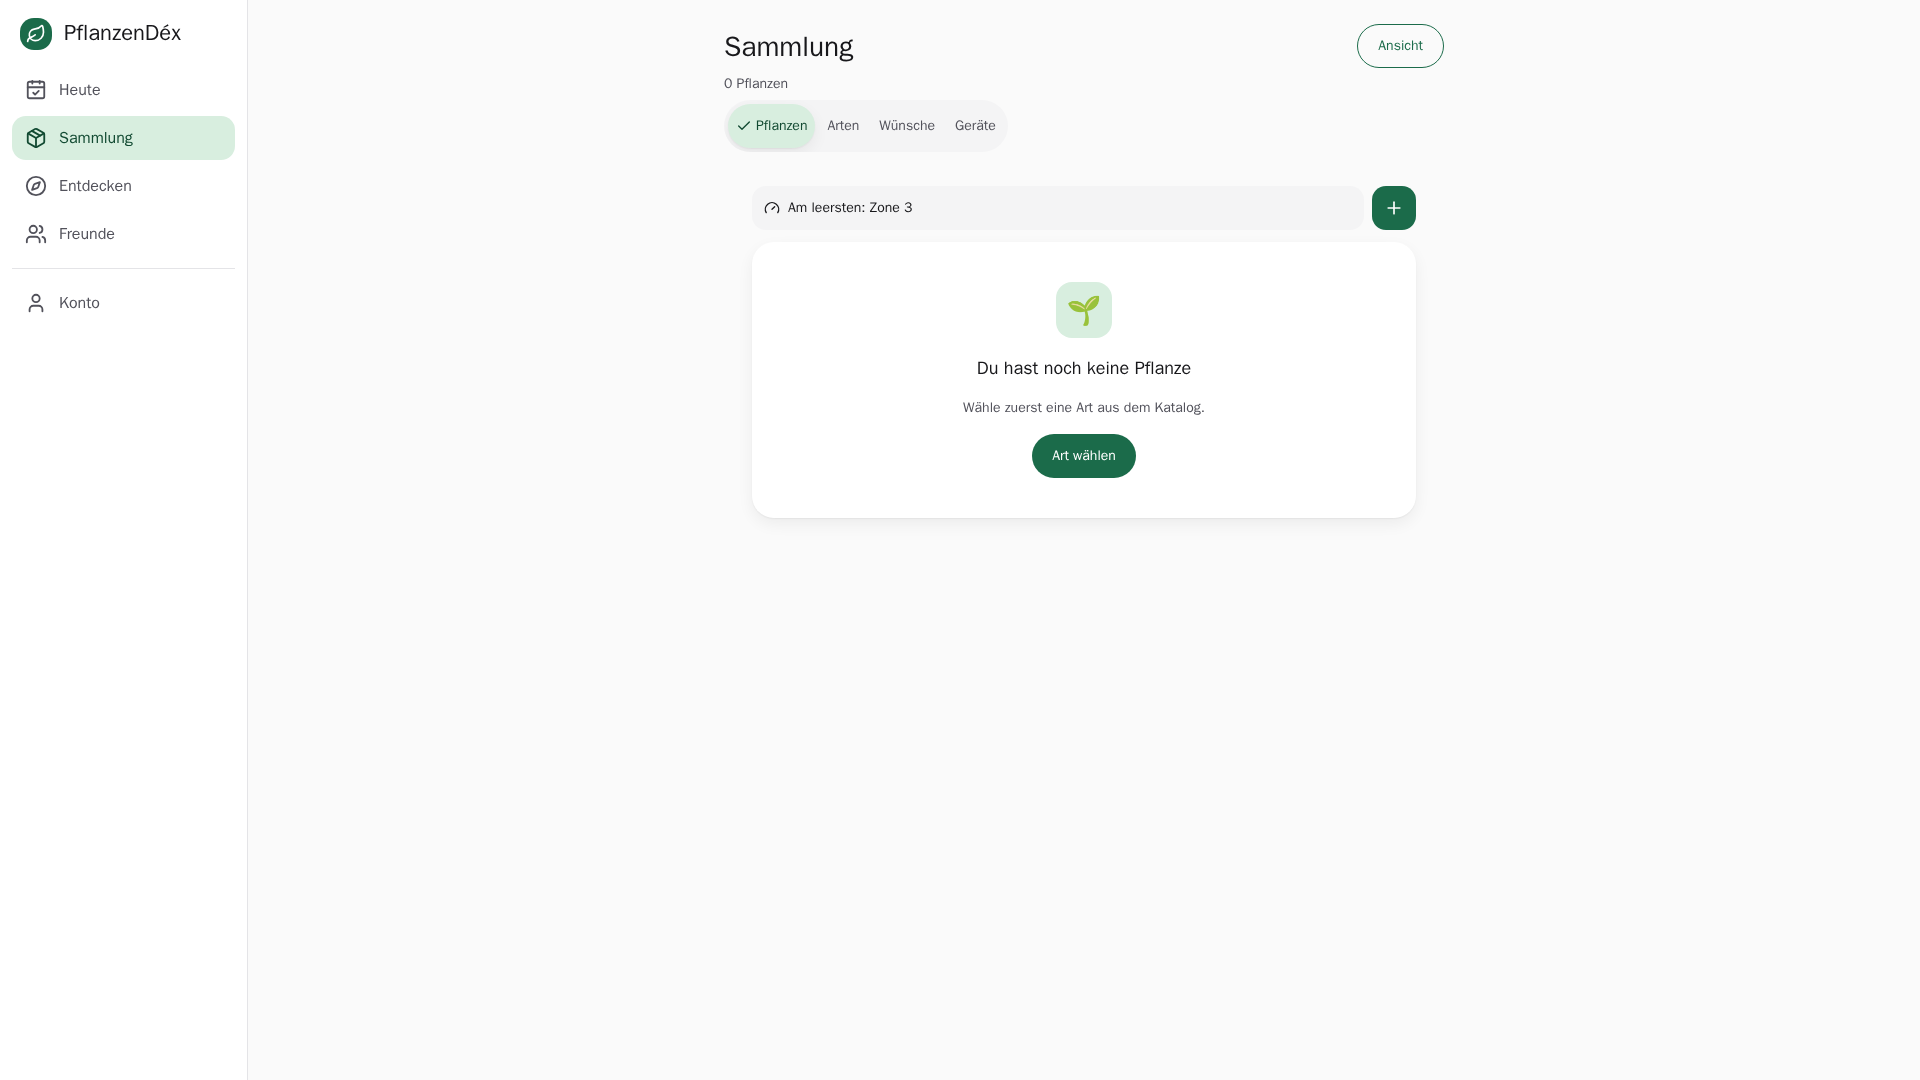 PflanzenDéx
Heute
Sammlung
Entdecken
Freunde
Konto
Sammlung
Ansicht
0 Pflanzen
Pflanzen
Arten
Wünsche
Geräte
Am leersten: Zone 3
Du hast noch keine Pflanze
Wähle zuerst eine Art aus dem Katalog.
Art wählen